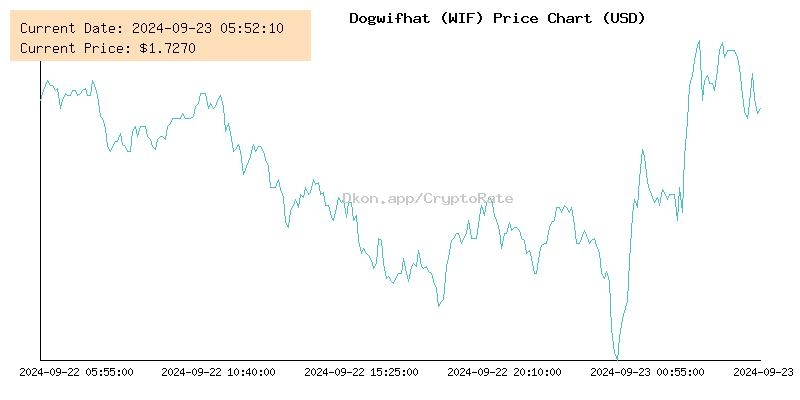 Dogwifhat (WIF) Price Chart (USD)
Current Date: 2024-09-23 05:52:10
Current Price: $1.7270
Dkon.app/CryptoRate
2024-09-22 05:55:00 2024-09-22 10:40:00 2024-09-22 15:25:00 2024-09-22 20:10:00 2024-09-23 00:55:00 2024-09-23